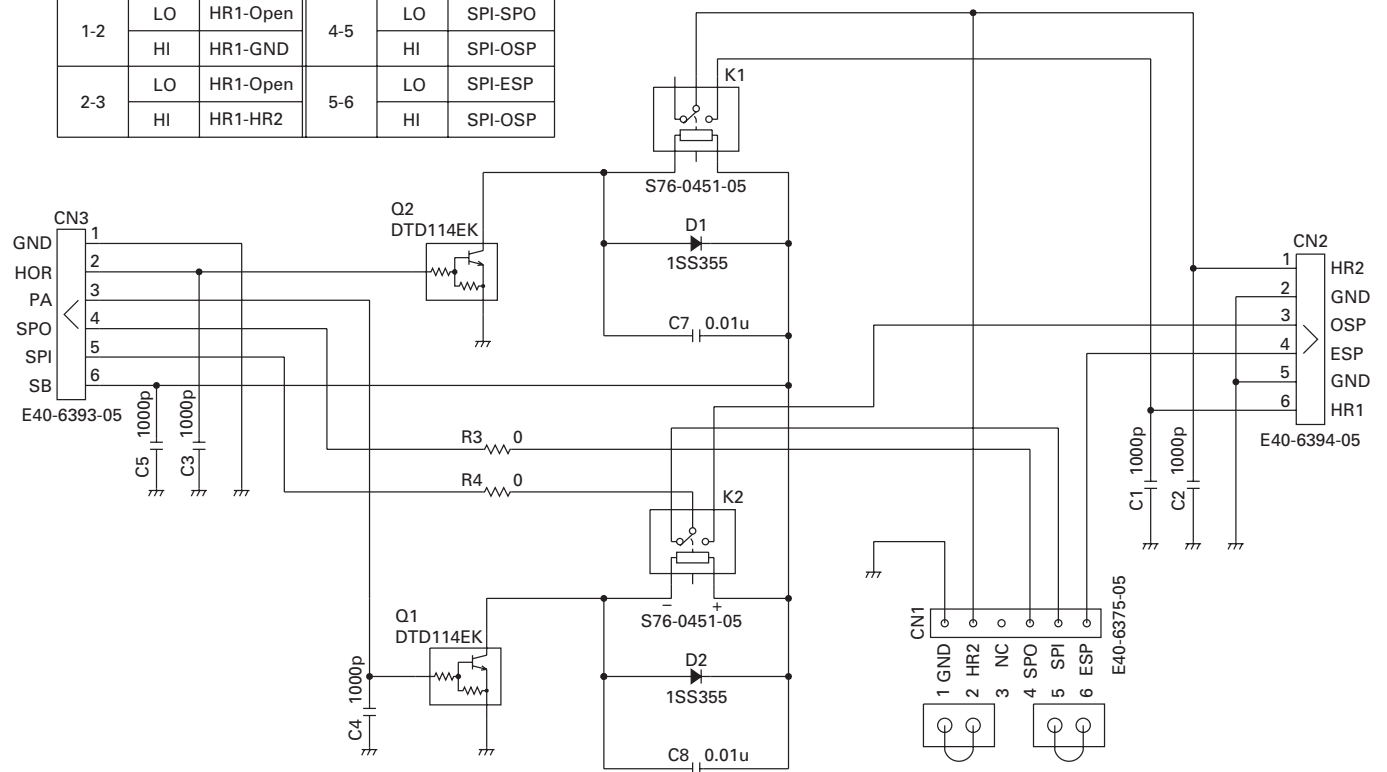 1-2 LO HR1-Open 4-5 LO SPI-SPO
HI HR1-GND HI SPI-OSP
2-3 LO HR1-Open 5-6 LO SPI-ESP
HI HR1-HR2 HI SPI-OSP
K1
S76-0451-05
Q2
DTD114EK
D1
1SS355
C7 0.01u
CN3
GND 1
HOR 2
PA 3
SPO 4
SPI 5
SB 6
E40-6393-05
C5 1000p
C3 1000p
CN2
1 HR2
2 GND
3 OSP
4 ESP
5 GND
6 HR1
E40-6394-05
R3 0
R4 0
C1 1000p
C2 1000p
K2
– +
S76-0451-05
Q1
DTD114EK
C4 1000p
D2
1SS355
C8 0.01u
CN1
E40-6375-05
1 GND
2 HR2
3 NC
4 SPO
5 SPI
6 ESP